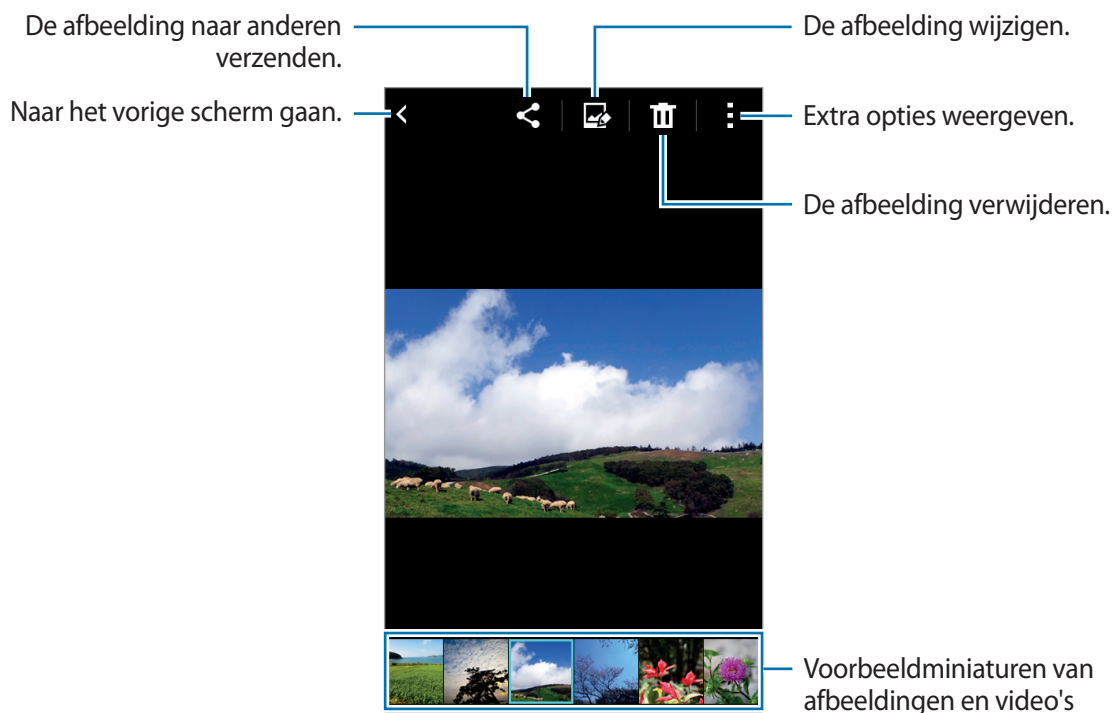 De afbeelding naar anderen
verzenden.
De afbeelding wijzigen.
Naar het vorige scherm gaan.
Extra opties weergeven.
De afbeelding verwijderen.
Voorbeeldminiaturen van
afbeeldingen en video's